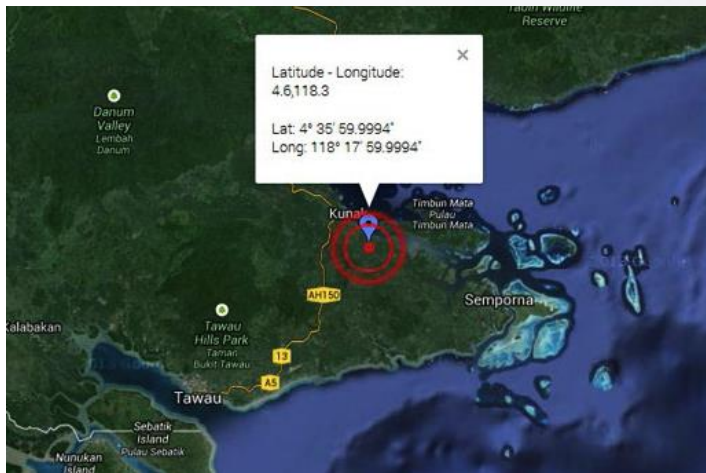 Tabin Wildlife
Reserve
×
Latitude - Longitude:
4.6,118.3
Lat: 4° 35' 59.9994"
Long: 118° 17' 59.9994"
Danum
Valley
Lembah
Danum
Kunak
Timbun Mata
Pulau
Timbun Mata
AH150
Semporna
Kalabakan
Tawau
Hills Park
Taman
Bukit Tawau
13
A5
Tawau
Sebatik
Island
Pulau Sebatik
Nunukan
Island